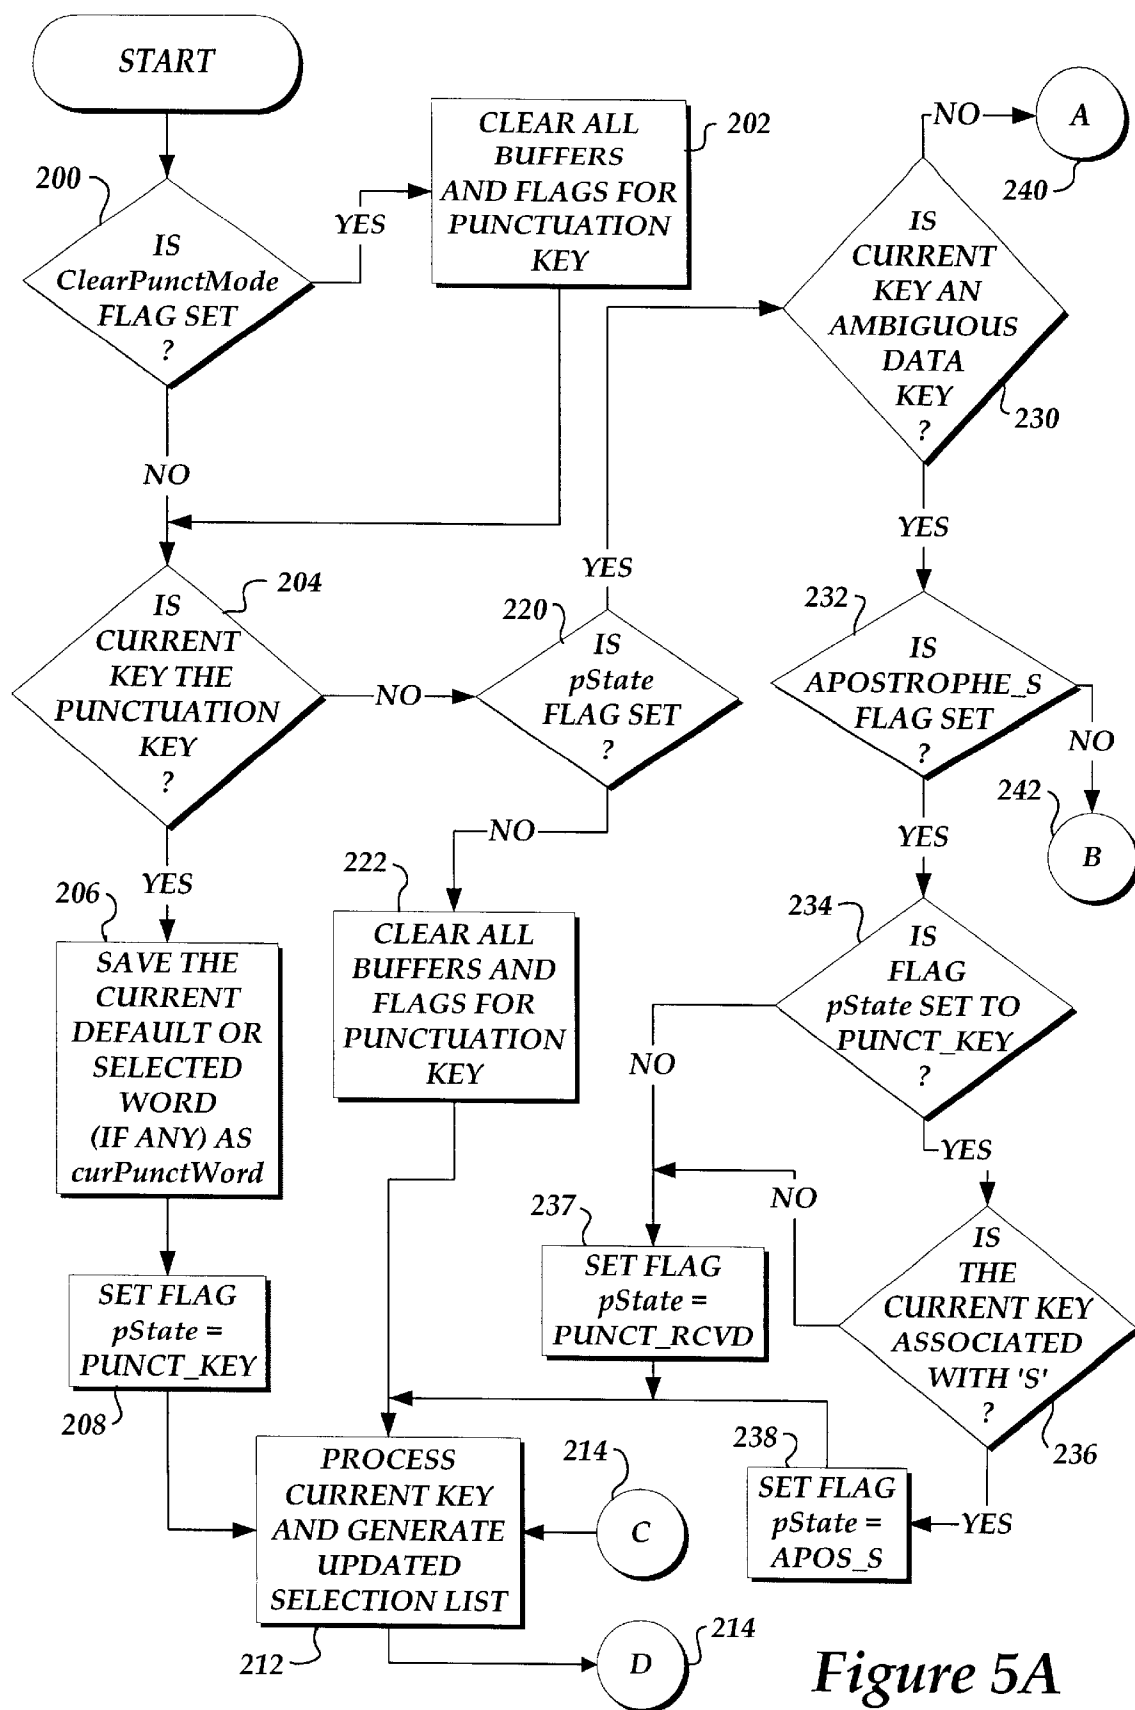 START
200
IS
ClearPunctMode
FLAG SET
?
YES
NO
CLEAR ALL
BUFFERS
AND FLAGS FOR
PUNCTUATION
KEY
202
NO
A
240
IS
CURRENT
KEY AN
AMBIGUOUS
DATA
KEY
?
230
YES
204
IS
CURRENT
KEY THE
PUNCTUATION
KEY
?
NO
YES
220
IS
pState
FLAG SET
?
YES
NO
232
IS
APOSTROPHE_S
FLAG SET
?
NO
242
B
YES
206
SAVE THE
CURRENT
DEFAULT OR
SELECTED
WORD
(IF ANY) AS
curPunctWord
222
CLEAR ALL
BUFFERS AND
FLAGS FOR
PUNCTUATION
KEY
234
IS
FLAG
pState SET TO
PUNCT_KEY
?
NO
YES
SET FLAG
pState =
PUNCT_KEY
208
237
SET FLAG
pState =
PUNCT_RCVD
NO
IS
THE
CURRENT KEY
ASSOCIATED
WITH 'S'
?
236
YES
238
SET FLAG
pState =
APOS_S
PROCESS
CURRENT KEY
AND GENERATE
UPDATED
SELECTION LIST
212
214
C
D
214
Figure 5A